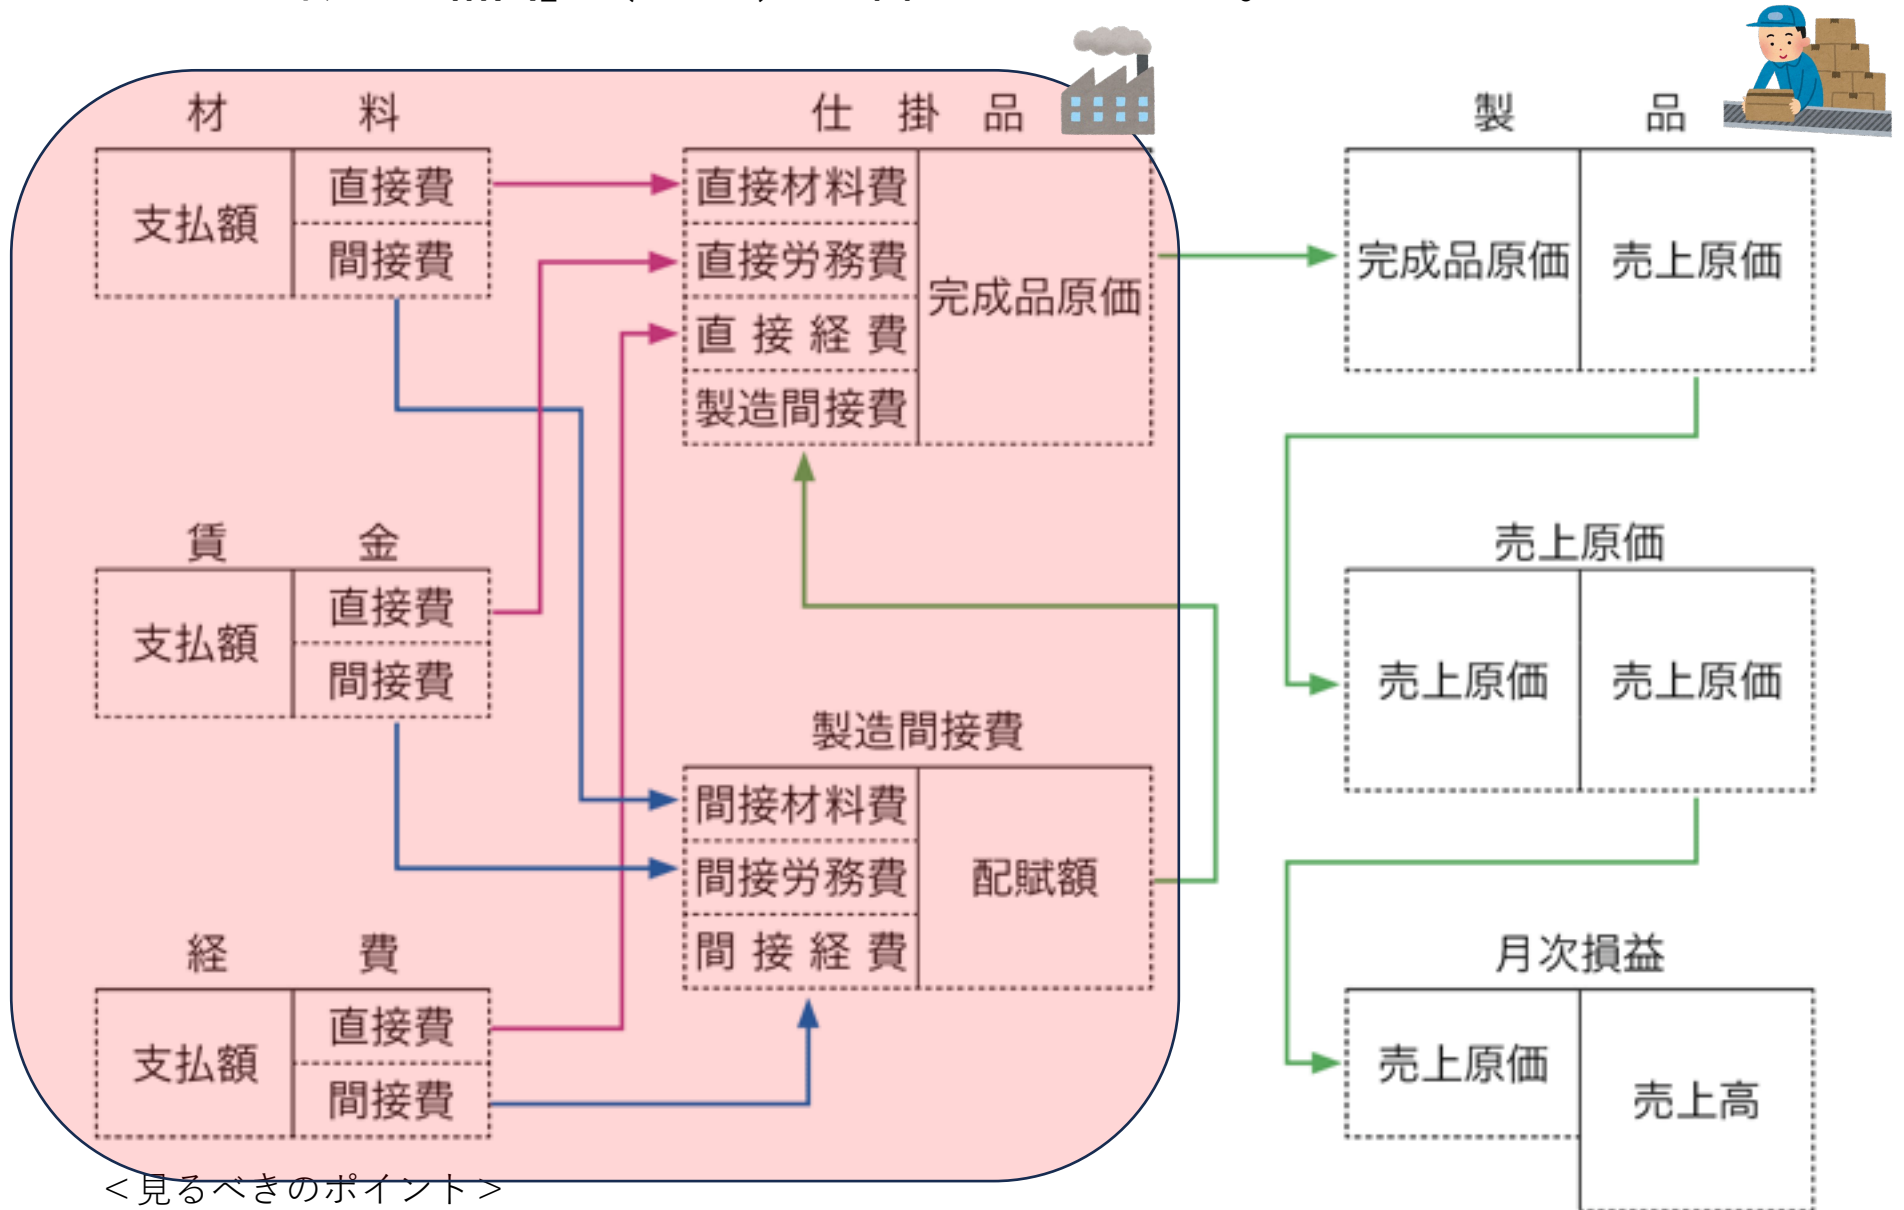 材料
支払額
直接費
間接費
仕掛品
直接材料費
直接労務費
直接経費
製造間接費
完成品原価
製品
完成品原価
売上原価
賃金
支払額
直接費
間接費
製造間接費
間接材料費
間接労務費
間接経費
配賦額
売上原価
売上原価
売上原価
経費
支払額
直接費
間接費
月次損益
売上原価
売上高
<見るべきのポイント>